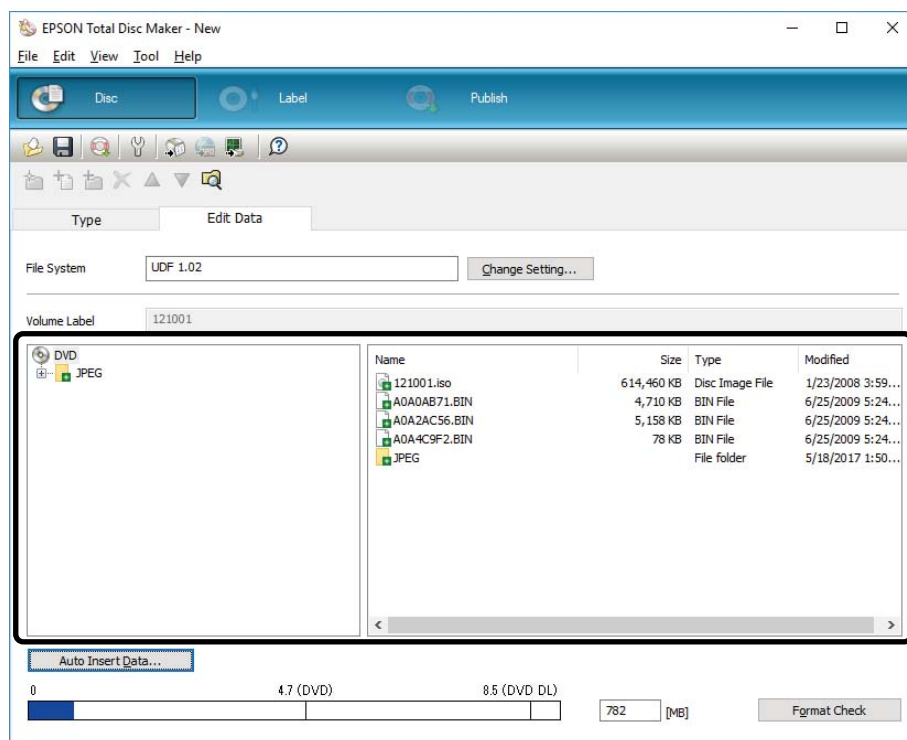 EPSON Total Disc Maker - New
File Edit View Tool Help
Disc Label Publish
Type Edit Data
File System UDF 1.02 Change Setting...
Volume Label 121001
DVD
JPEG
Name Size Type Modified
121001.iso 614,460 KB Disc Image File 1/23/2008 3:59...
A0A0AB71.BIN 4,710 KB BIN File 6/25/2009 5:24...
A0A2AC56.BIN 5,158 KB BIN File 6/25/2009 5:24...
A0A4C9F2.BIN 78 KB BIN File 6/25/2009 5:24...
JPEG File folder 5/18/2017 1:50...
Auto Insert Data...
0 4.7 (DVD) 8.5 (DVD DL)
782 [MB] Format Check